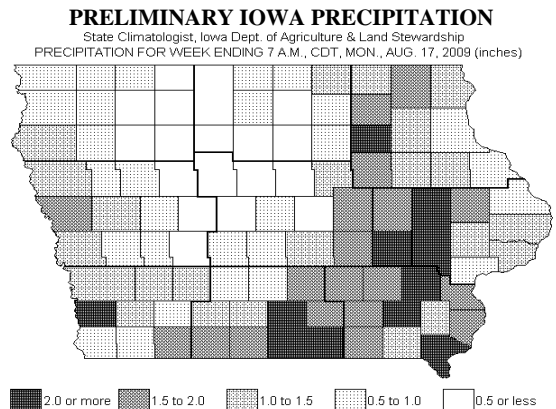 PRELIMINARY IOWA PRECIPITATION
State Climatologist, Iowa Dept. of Agriculture & Land Stewardship
PRECIPITATION FOR WEEK ENDING 7 A.M., CDT, MON., AUG. 17, 2009 (inches)
2.0 or more 1.5 to 2.0 1.0 to 1.5 0.5 to 1.0 0.5 or less